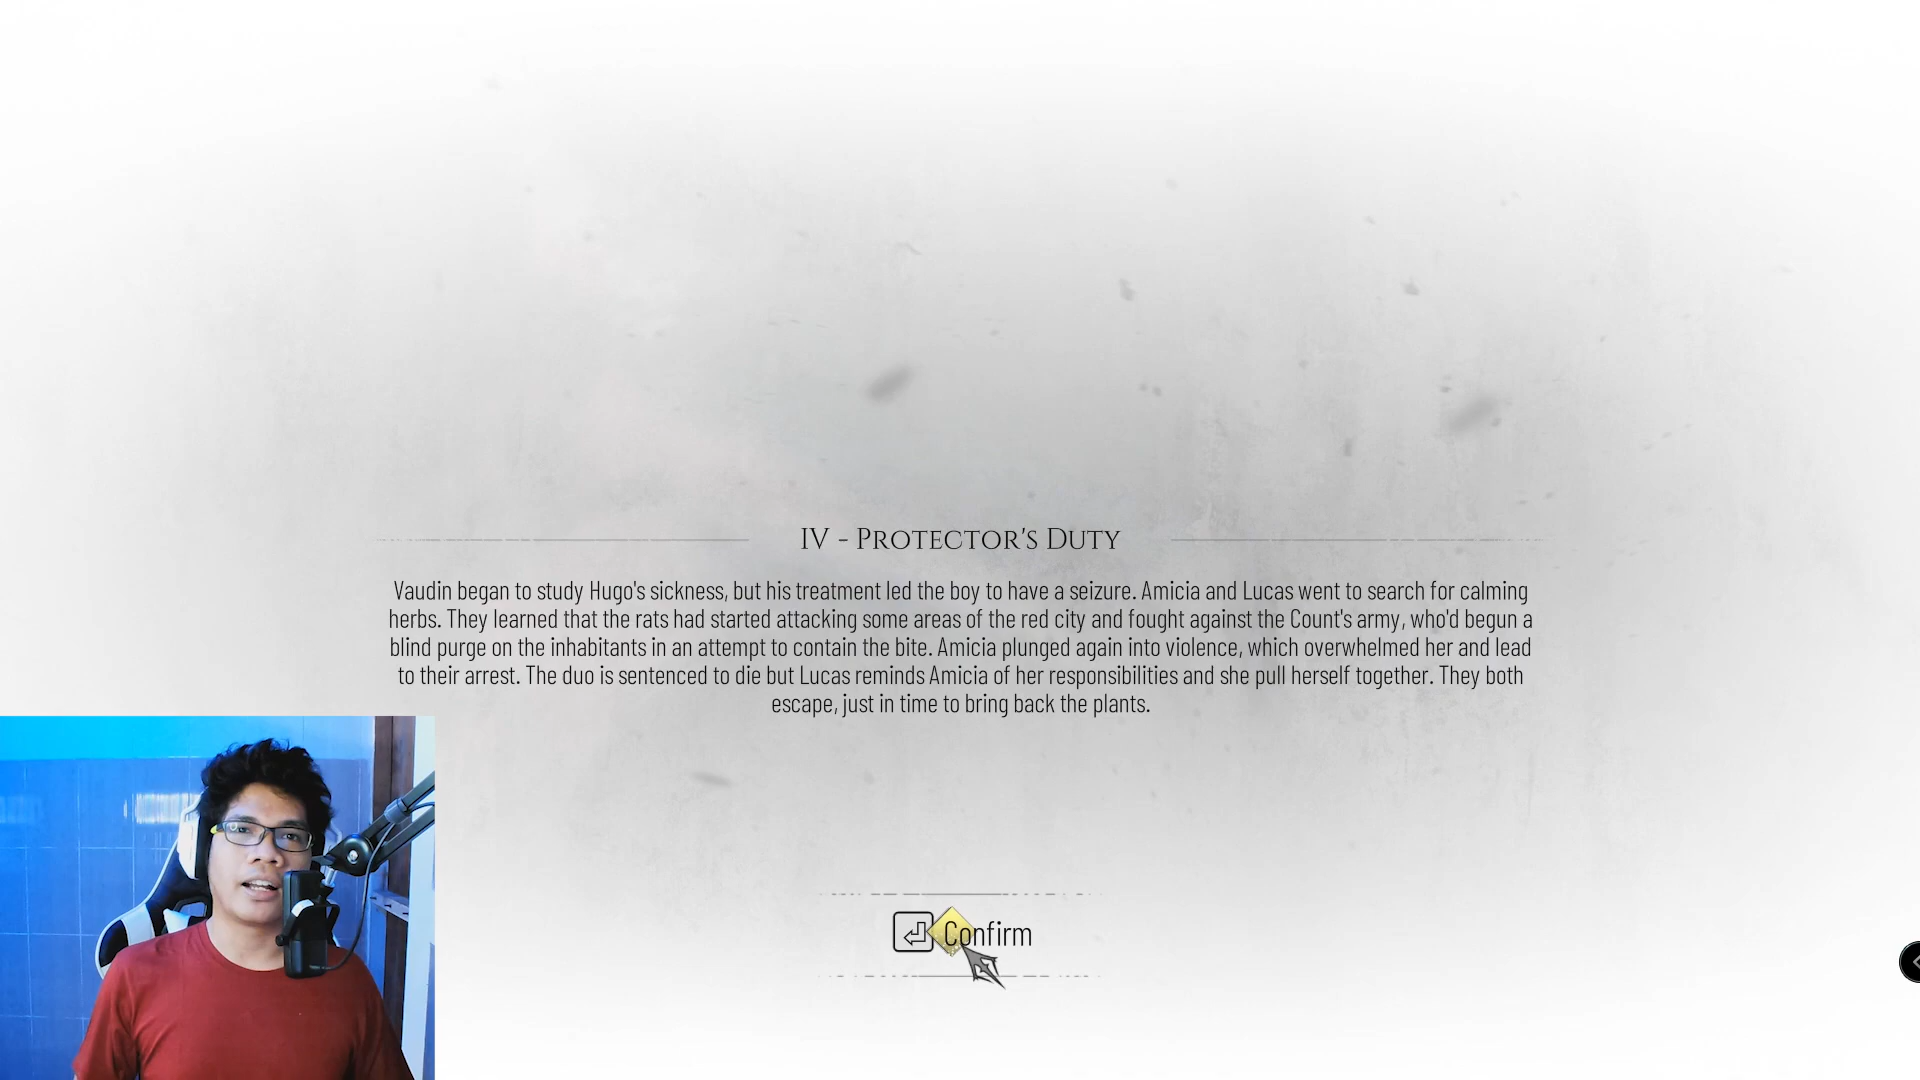 IV - Protector's Duty
Vaudin began to study Hugo's sickness, but his treatment led the boy to have a seizure. Amicia and Lucas went to search for calming
herbs. They learned that the rats had started attacking some areas of the red city and fought against the Count's army, who'd begun a
blind purge on the inhabitants in an attempt to contain the bite. Amicia plunged again into violence, which overwhelmed her and lead
to their arrest. The duo is sentenced to die but Lucas reminds Amicia of her responsibilities and she pull herself together. They both
escape, just in time to bring back the plants.
Confirm